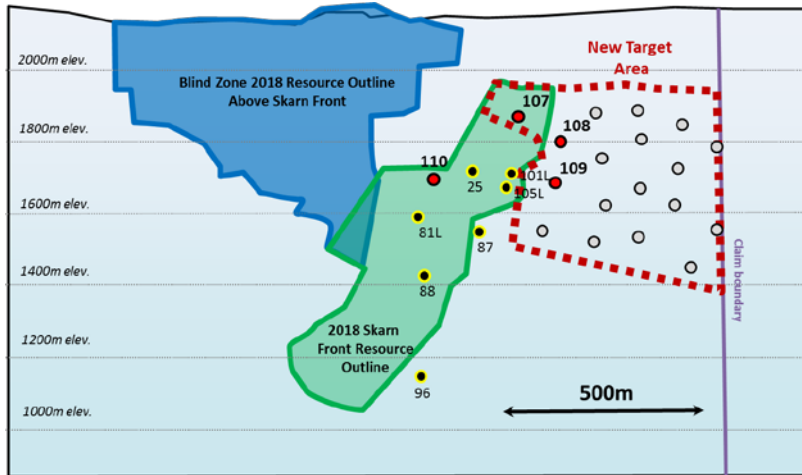 2000m elev.
Blind Zone 2018 Resource Outline
Above Skarn Front
New Target
Area
107
108
1800m elev.
110
25
101L
109
105L
1600m elev.
81L
87
Claim boundary
1400m elev.
88
2018 Skarn
Front Resource
Outline
1200m elev.
96
500m
1000m elev.